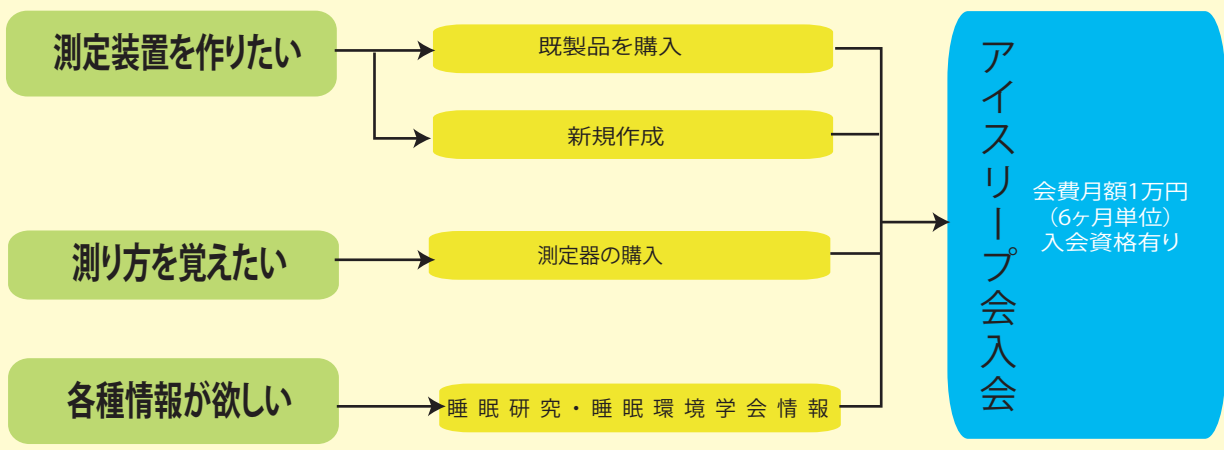 測定装置を作りたい
既製品を購入
新規作成
測り方を覚えたい
測定器の購入
各種情報が欲しい
睡眠研究・睡眠環境学会情報
アイスリープ会入会
会費月額1万円
（6ヶ月単位）
入会資格有り